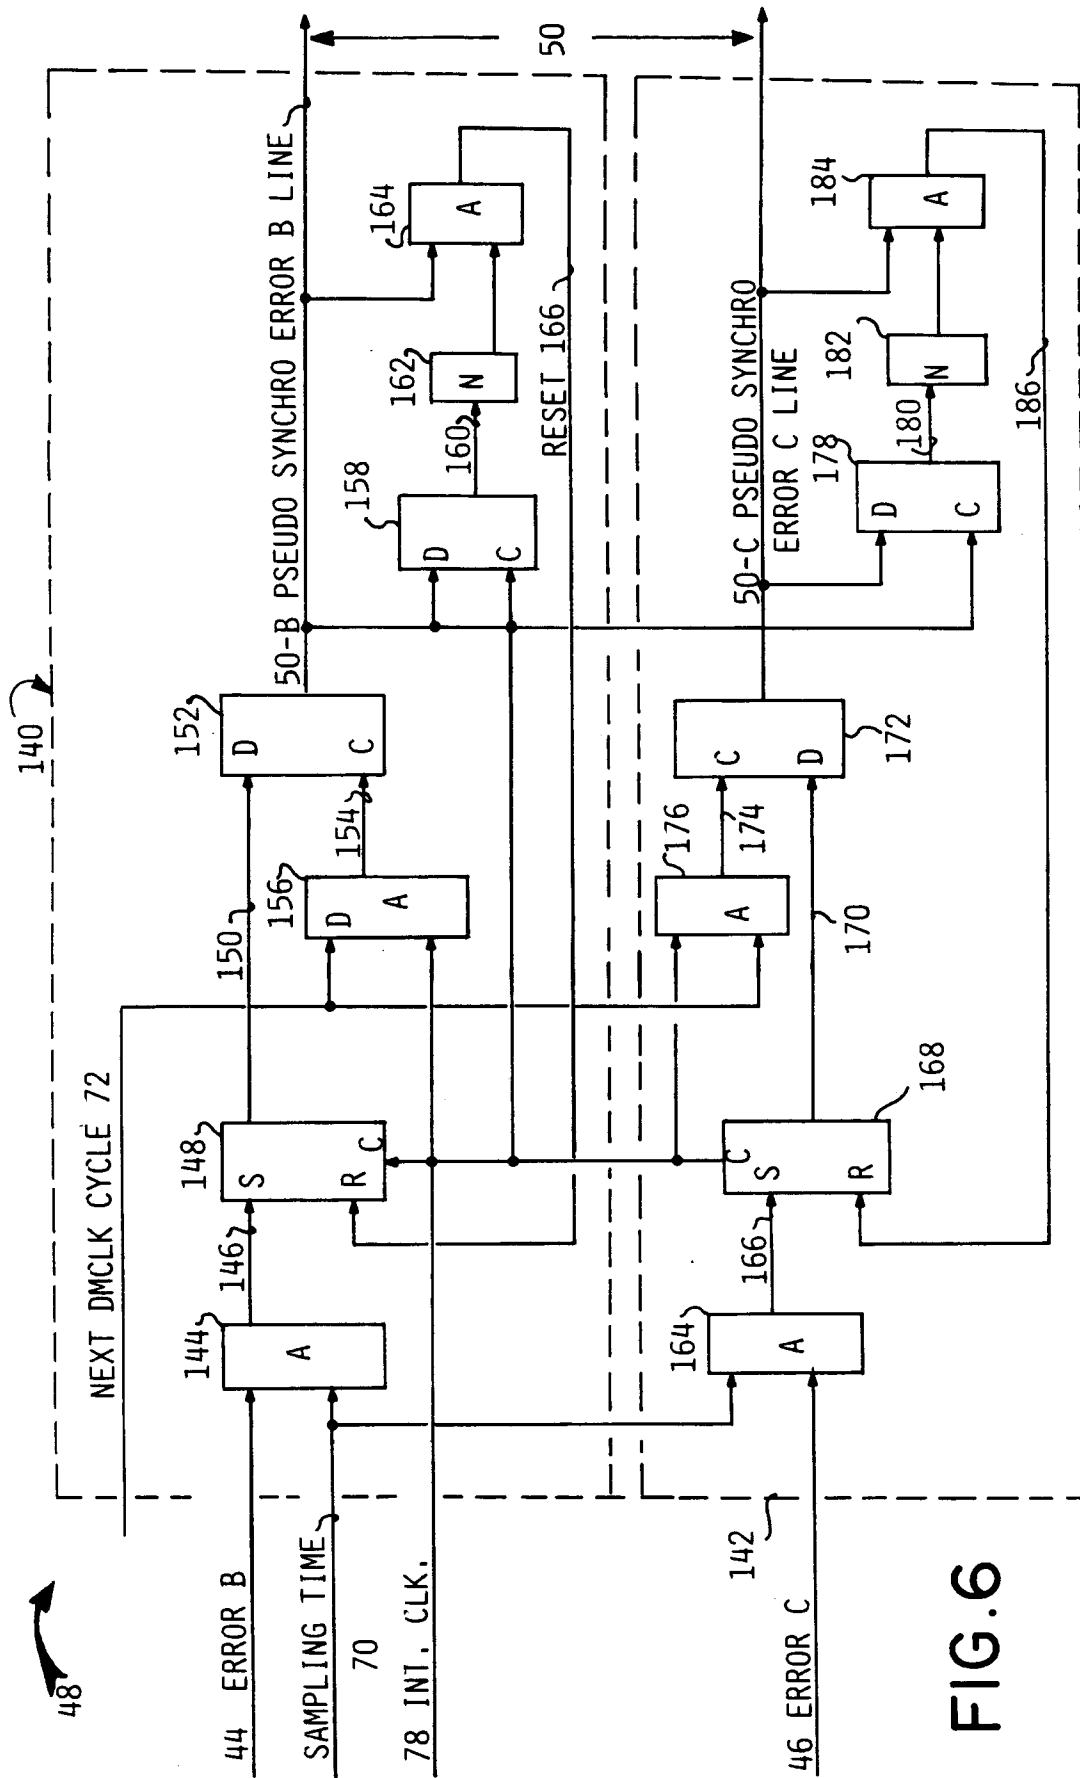 48
140
NEXT DMCLK CYCLE 72
44 ERROR B
SAMPLING TIME
70
78 INT. CLK.
144
A
146
148
S
R
C
150
156
D
A
154
152
D
C
50-B PSEUDO SYNCHRO ERROR B LINE
158
D
C
160
162
N
164
A
RESET 166
50
142
46 ERROR C
164
A
166
C
S
R
168
170
176
A
174
C
D
172
50-C PSEUDO SYNCHRO
ERROR C LINE
178
D
C
180
182
N
184
A
186
FIG.6